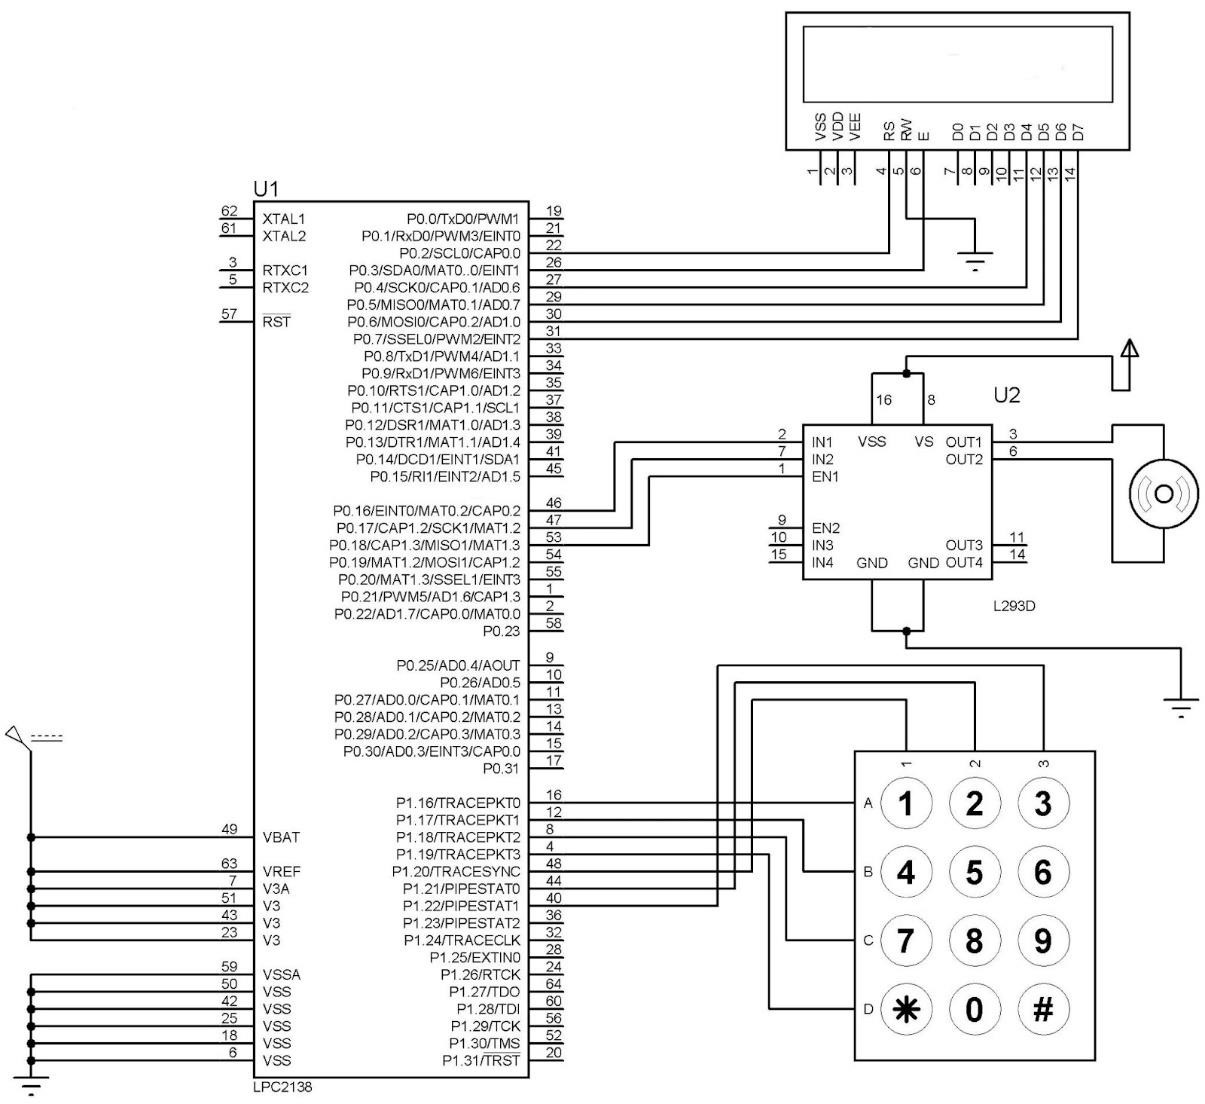 VSS VDD VEE RS RW E D0 D1 D2 D3 D4 D5 D6 D7
1 2 3 4 5 6 7 8 9 10 11 12 13 14
U1
62 XTAL1 P0.0/TxD0/PWM1 19
61 XTAL2 P0.1/RxD0/PWM3/EINT0 21
P0.2/SCL0/CAP0.0 22
3 RTXC1 P0.3/SDA0/MAT0..0/EINT1 26
5 RTXC2 P0.4/SCK0/CAP0.1/AD0.6 27
P0.5/MISO0/MAT0.1/AD0.7 29
57 RST P0.6/MOSI0/CAP0.2/AD1.0 30
P0.7/SSEL0/PWM2/EINT2 31
P0.8/TxD1/PWM4/AD1.1 33
P0.9/RxD1/PWM6/EINT3 34
P0.10/RTS1/CAP1.0/AD1.2 35
P0.11/CTS1/CAP1.1/SCL1 37
P0.12/DSR1/MAT1.0/AD1.3 38
P0.13/DTR1/MAT1.1/AD1.4 39
P0.14/DCD1/EINT1/SDA1 41
P0.15/RI1/EINT2/AD1.5 45
P0.16/EINT0/MAT0.2/CAP0.2 46
P0.17/CAP1.2/SCK1/MAT1.2 47
P0.18/CAP1.3/MISO1/MAT1.3 53
P0.19/MAT1.2/MOSI1/CAP1.2 54
P0.20/MAT1.3/SSEL1/EINT3 55
P0.21/PWM5/AD1.6/CAP1.3 1
P0.22/AD1.7/CAP0.0/MAT0.0 2
P0.23 58
P0.25/AD0.4/AOUT 9
P0.26/AD0.5 10
P0.27/AD0.0/CAP0.1/MAT0.1 11
P0.28/AD0.1/CAP0.2/MAT0.2 13
P0.29/AD0.2/CAP0.3/MAT0.3 14
P0.30/AD0.3/EINT3/CAP0.0 15
P0.31 17
P1.16/TRACEPKT0 16
P1.17/TRACEPKT1 12
49 VBAT P1.18/TRACEPKT2 8
P1.19/TRACEPKT3 4
63 VREF P1.20/TRACESYNC 48
7 V3A P1.21/PIPESTAT0 44
51 V3 P1.22/PIPESTAT1 40
43 V3 P1.23/PIPESTAT2 36
23 V3 P1.24/TRACECLK 32
P1.25/EXTIN0 28
59 VSSA P1.26/RTCK 24
50 VSS P1.27/TDO 64
42 VSS P1.28/TDI 60
25 VSS P1.29/TCK 56
18 VSS P1.30/TMS 52
6 VSS P1.31/TRST 20
LPC2138
U2
16 8
2 IN1 VSS VS OUT1 3
7 IN2 OUT2 6
1 EN1
9 EN2
10 IN3 OUT3 11
15 IN4 GND GND OUT4 14
L293D
1 2 3
A 1 2 3
B 4 5 6
C 7 8 9
D ✱ 0 #